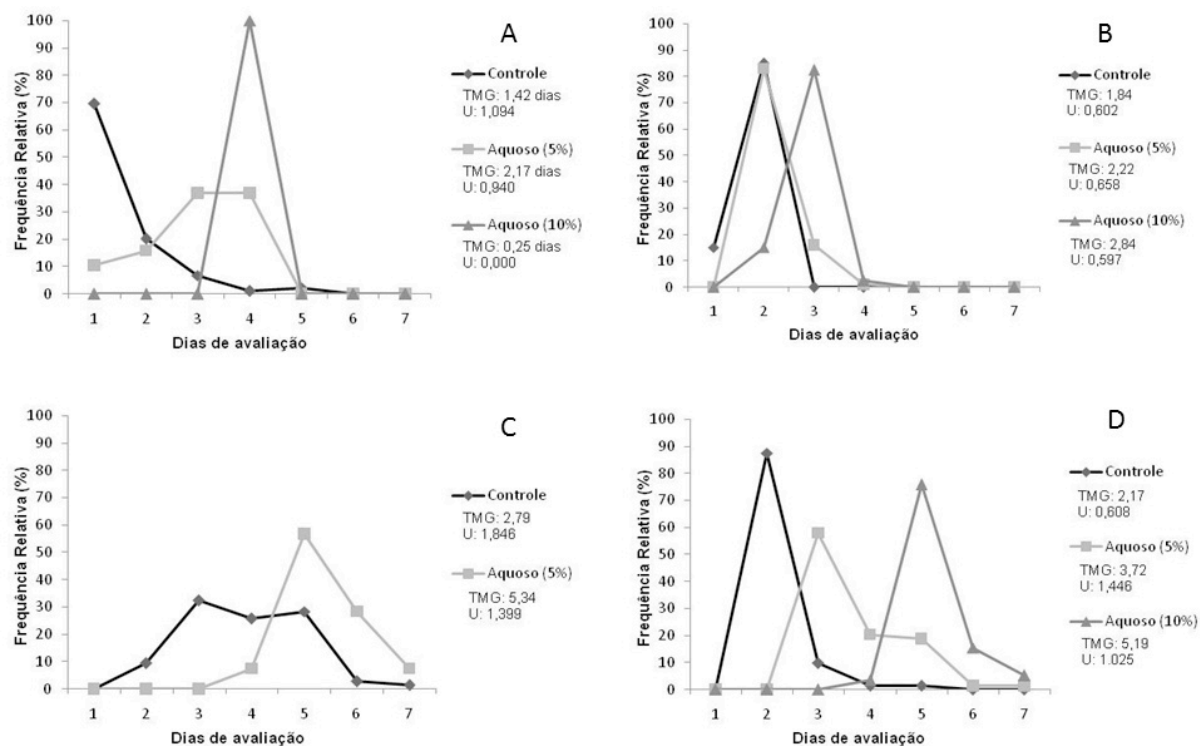 A
Frequência Relativa (%)
100
90
80
70
60
50
40
30
20
10
0
1 2 3 4 5 6 7
Dias de avaliação
Controle
TMG: 1,42 dias
U: 1,094
Aquoso (5%)
TMG: 2,17 dias
U: 0,940
Aquoso (10%)
TMG: 0,25 dias
U: 0,000
B
Frequência Relativa (%)
100
90
80
70
60
50
40
30
20
10
0
1 2 3 4 5 6 7
Dias de avaliação
Controle
TMG: 1,84
U: 0,602
Aquoso (5%)
TMG: 2,22
U: 0,658
Aquoso (10%)
TMG: 2,84
U: 0,597
C
Frequência Relativa (%)
100
90
80
70
60
50
40
30
20
10
0
1 2 3 4 5 6 7
Dias de avaliação
Controle
TMG: 2,79
U: 1,846
Aquoso (5%)
TMG: 5,34
U: 1,399
D
Frequência Relativa (%)
100
90
80
70
60
50
40
30
20
10
0
1 2 3 4 5 6 7
Dias de avaliação
Controle
TMG: 2,17
U: 0,608
Aquoso (5%)
TMG: 3,72
U: 1,446
Aquoso (10%)
TMG: 5,19
U: 1.025